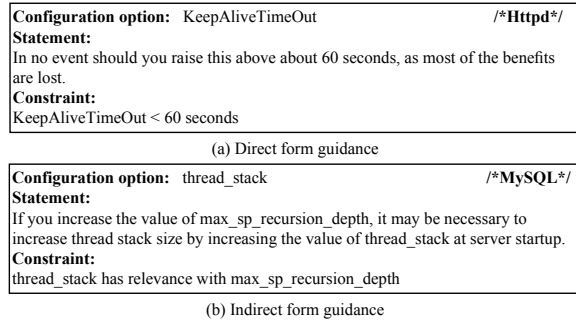 Configuration option: KeepAliveTimeOut /*Httpd*/
Statement:
In no event should you raise this above about 60 seconds, as most of the benefits
are lost.
Constraint:
KeepAliveTimeOut < 60 seconds
(a) Direct form guidance
Configuration option: thread_stack /*MySQL*/
Statement:
If you increase the value of max_sp_recursion_depth, it may be necessary to
increase thread stack size by increasing the value of thread_stack at server startup.
Constraint:
thread_stack has relevance with max_sp_recursion_depth
(b) Indirect form guidance